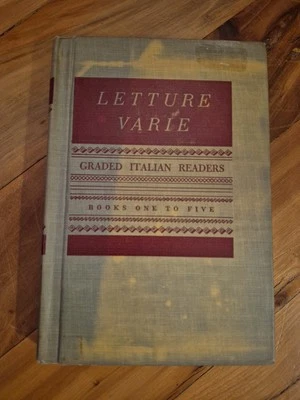 LETTURE
VARIE
GRADED ITALIAN READERS
BOOKS ONE TO FIVE